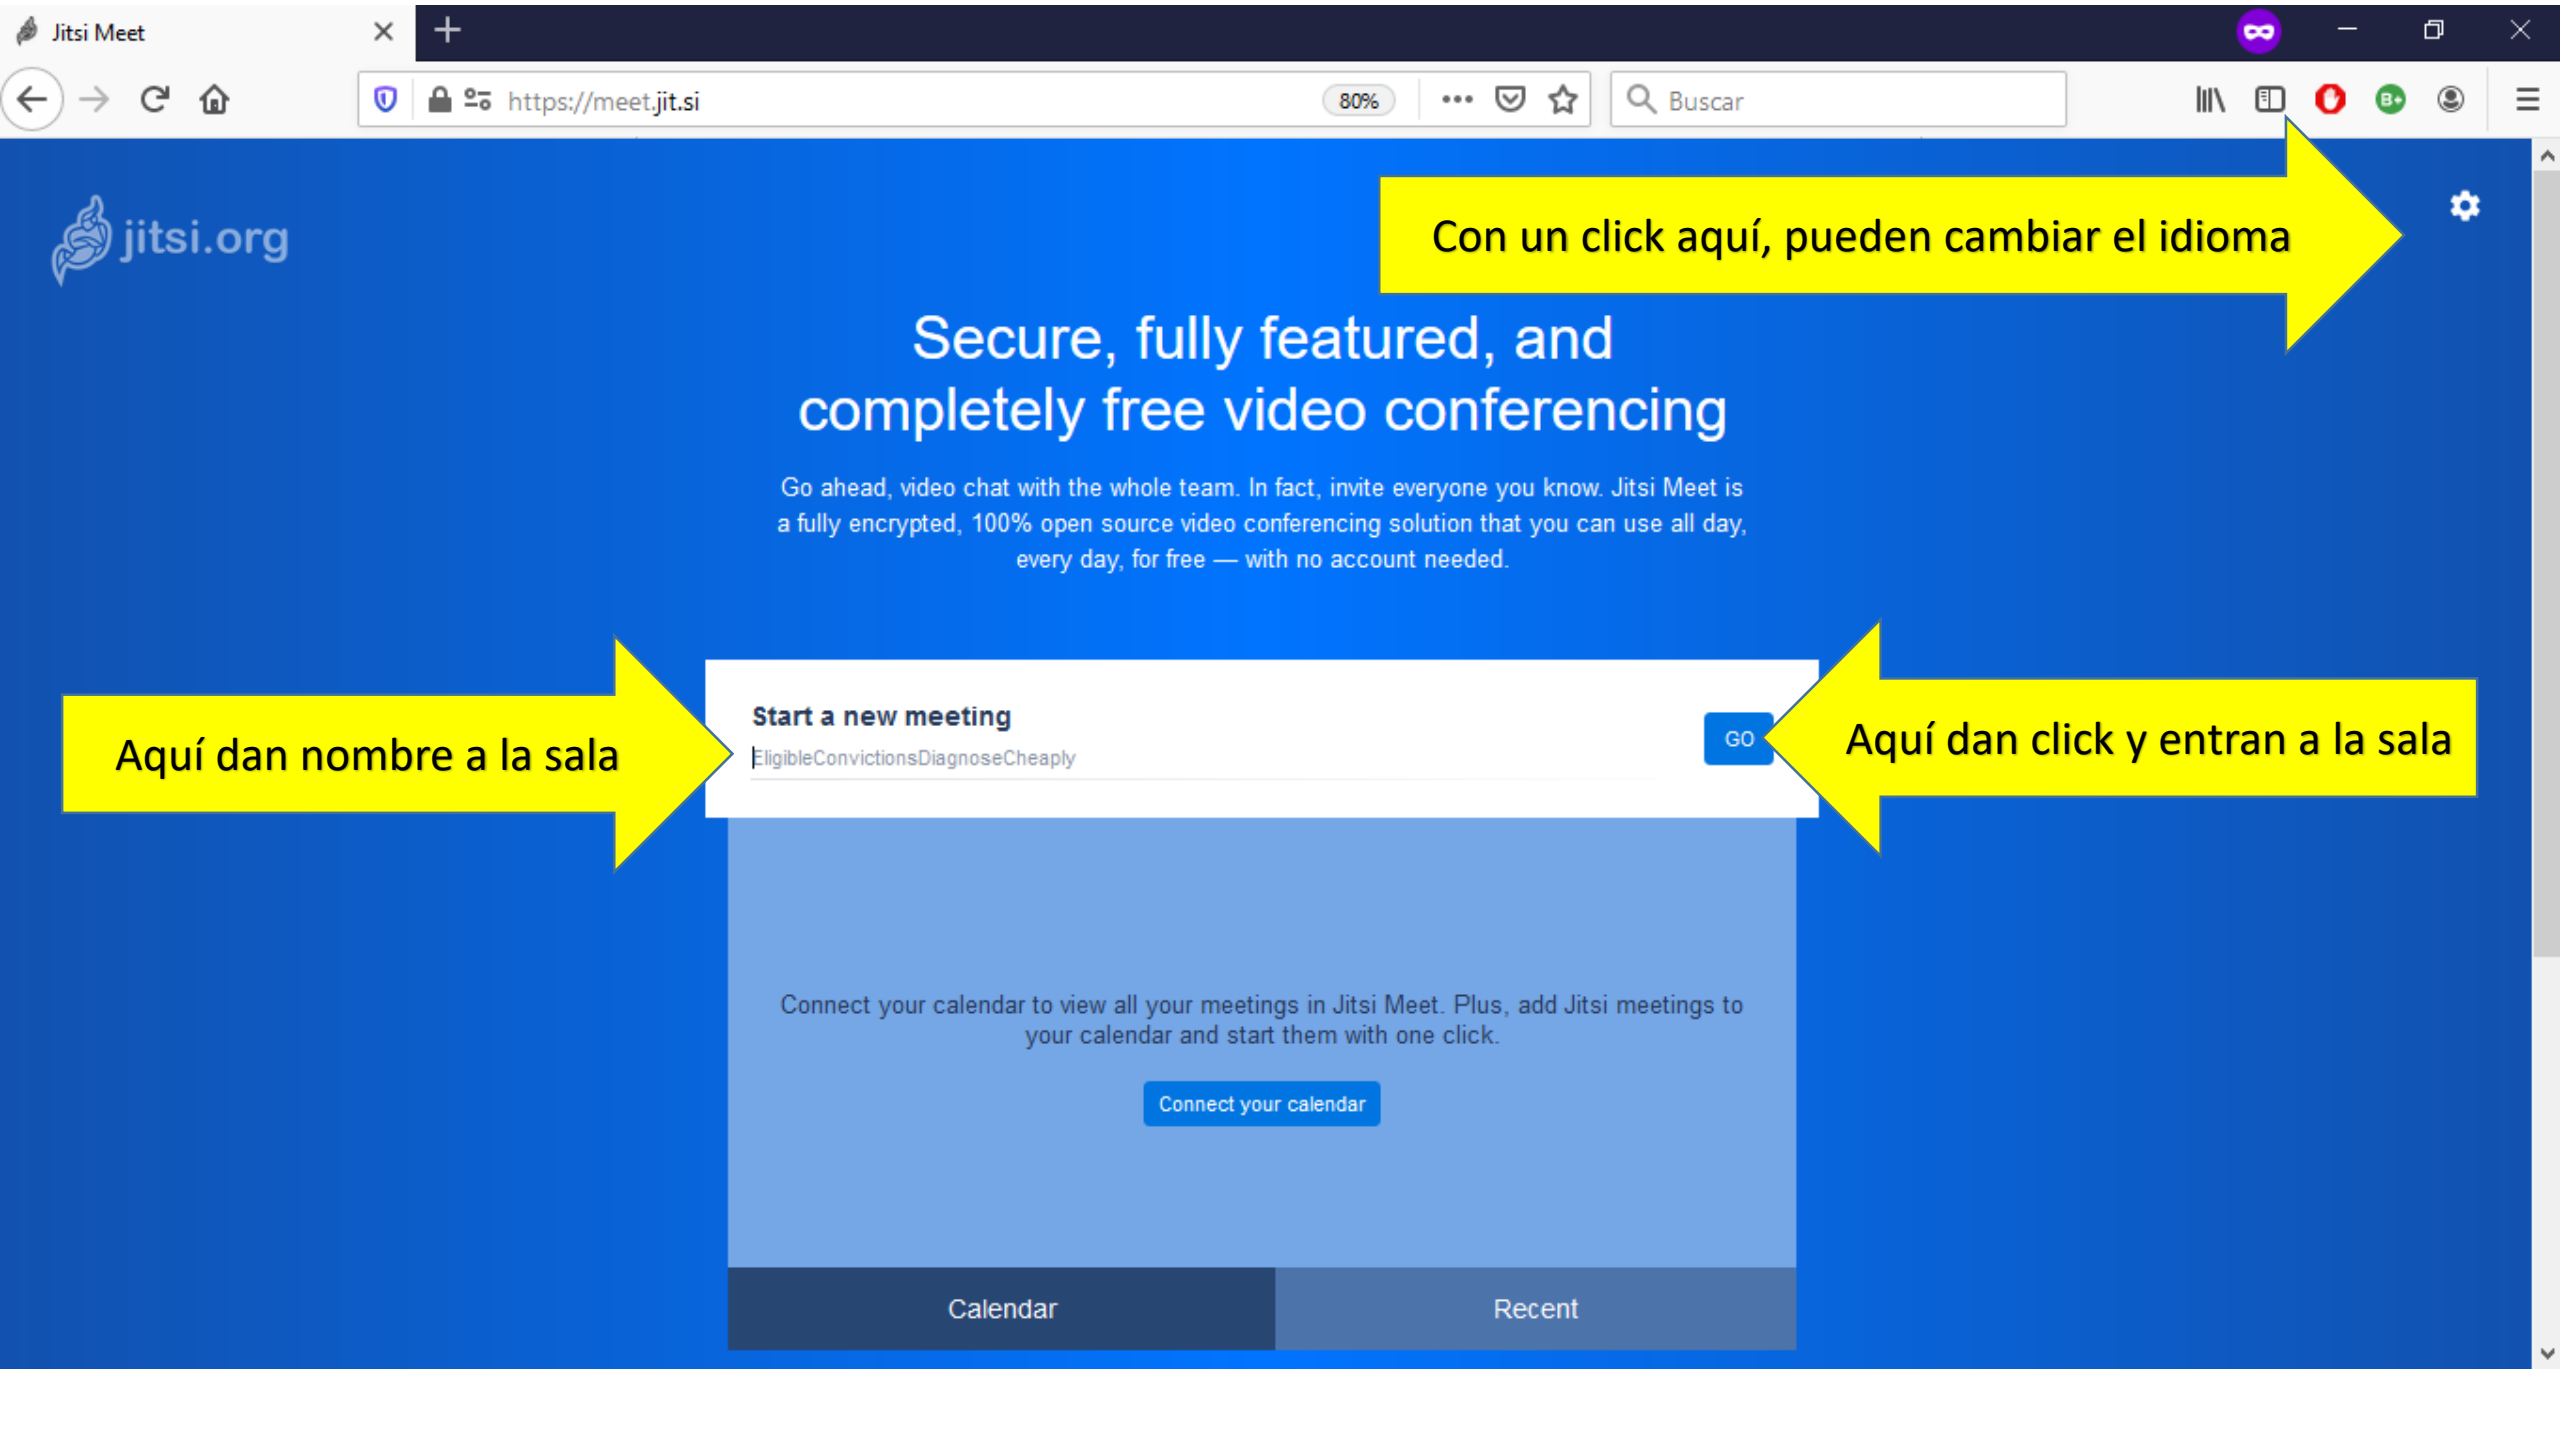 Jitsi Meet
https://meet.jit.si
80%
Buscar
B+
jitsi.org
Con un click aquí, pueden cambiar el idioma
Secure, fully featured, and
completely free video conferencing
Go ahead, video chat with the whole team. In fact, invite everyone you know. Jitsi Meet is
a fully encrypted, 100% open source video conferencing solution that you can use all day,
every day, for free — with no account needed.
Aquí dan nombre a la sala
Start a new meeting
EligibleConvictionsDiagnoseCheaply
GO
Aquí dan click y entran a la sala
Connect your calendar to view all your meetings in Jitsi Meet. Plus, add Jitsi meetings to
your calendar and start them with one click.
Connect your calendar
Calendar
Recent